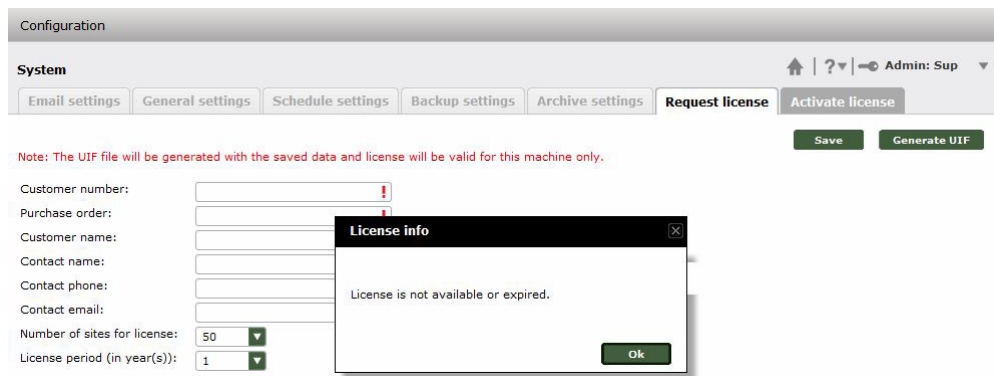 Configuration
System
? Admin: Sup
Email settings General settings Schedule settings Backup settings Archive settings Request license Activate license
Save Generate UIF
Note: The UIF file will be generated with the saved data and license will be valid for this machine only.
Customer number: !
Purchase order: !
Customer name:
Contact name:
Contact phone:
Contact email:
Number of sites for license: 50
License period (in year(s)): 1
License info
License is not available or expired.
Ok